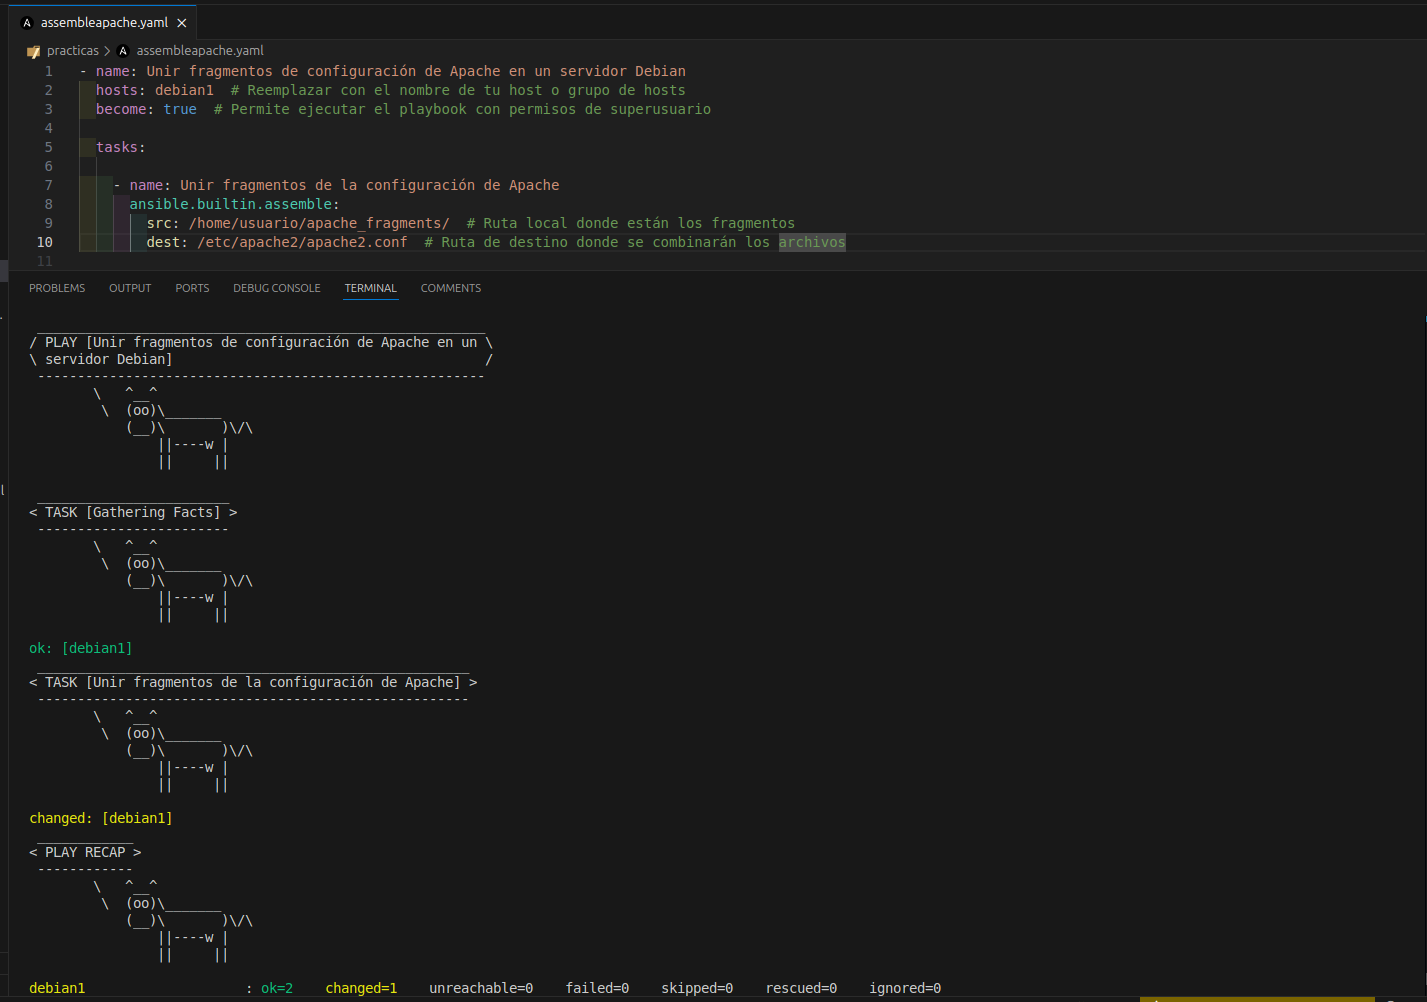 assembleapache.yaml ×
practicas > assembleapache.yaml
1 - name: Unir fragmentos de configuración de Apache en un servidor Debian
2   hosts: debian1  # Reemplazar con el nombre de tu host o grupo de hosts
3   become: true  # Permite ejecutar el playbook con permisos de superusuario
4
5   tasks:
6
7     - name: Unir fragmentos de la configuración de Apache
8       ansible.builtin.assemble:
9         src: /home/usuario/apache_fragments/  # Ruta local donde están los fragmentos
10         dest: /etc/apache2/apache2.conf  # Ruta de destino donde se combinarán los archivos
11
PROBLEMS OUTPUT PORTS DEBUG CONSOLE TERMINAL COMMENTS
 ________________________________________________________
/ PLAY [Unir fragmentos de configuración de Apache en un \
\ servidor Debian]                                       /
 --------------------------------------------------------
        \   ^__^
         \  (oo)\_______
            (__)\       )\/\
                ||----w |
                ||     ||
 ________________________
< TASK [Gathering Facts] >
 ------------------------
        \   ^__^
         \  (oo)\_______
            (__)\       )\/\
                ||----w |
                ||     ||
ok: [debian1]
 ______________________________________________________
< TASK [Unir fragmentos de la configuración de Apache] >
 ------------------------------------------------------
        \   ^__^
         \  (oo)\_______
            (__)\       )\/\
                ||----w |
                ||     ||
changed: [debian1]
 ____________
< PLAY RECAP >
 ------------
        \   ^__^
         \  (oo)\_______
            (__)\       )\/\
                ||----w |
                ||     ||
debian1                    : ok=2    changed=1    unreachable=0    failed=0    skipped=0    rescued=0    ignored=0